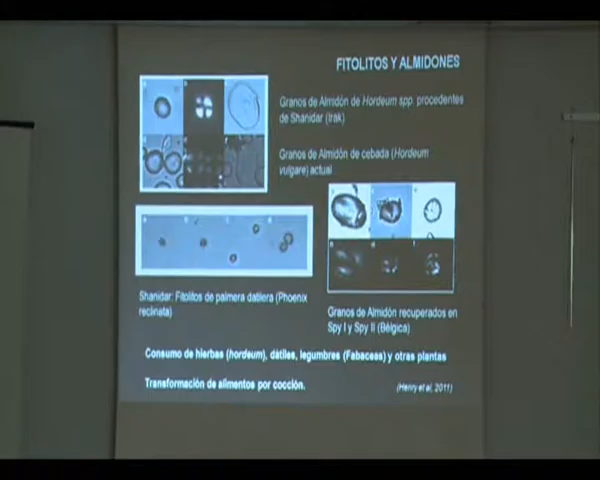 FITOLITOS Y ALMIDONES
Granos de Almidón de Hordeum spp. procedentes
de Shanidar (Irak)
Granos de Almidón de cebada (Hordeum
vulgare) actual
Shanidar: Fitolitos de palmera datilera (Phoenix
reclinata)
Granos de Almidón recuperados en
Spy I y Spy II (Bélgica)
Consumo de hierbas (hordeum), dátiles, legumbres (Fabaceas) y otras plantas
Transformación de alimentos por cocción.
(Henry et al, 2011)